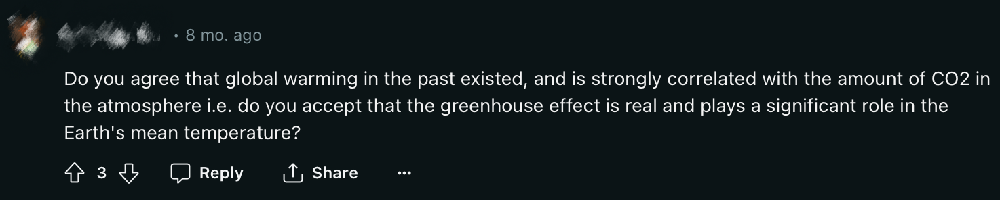 • 8 mo. ago
Do you agree that global warming in the past existed, and is strongly correlated with the amount of CO2 in
the atmosphere i.e. do you accept that the greenhouse effect is real and plays a significant role in the
Earth's mean temperature?
3 Reply Share ...